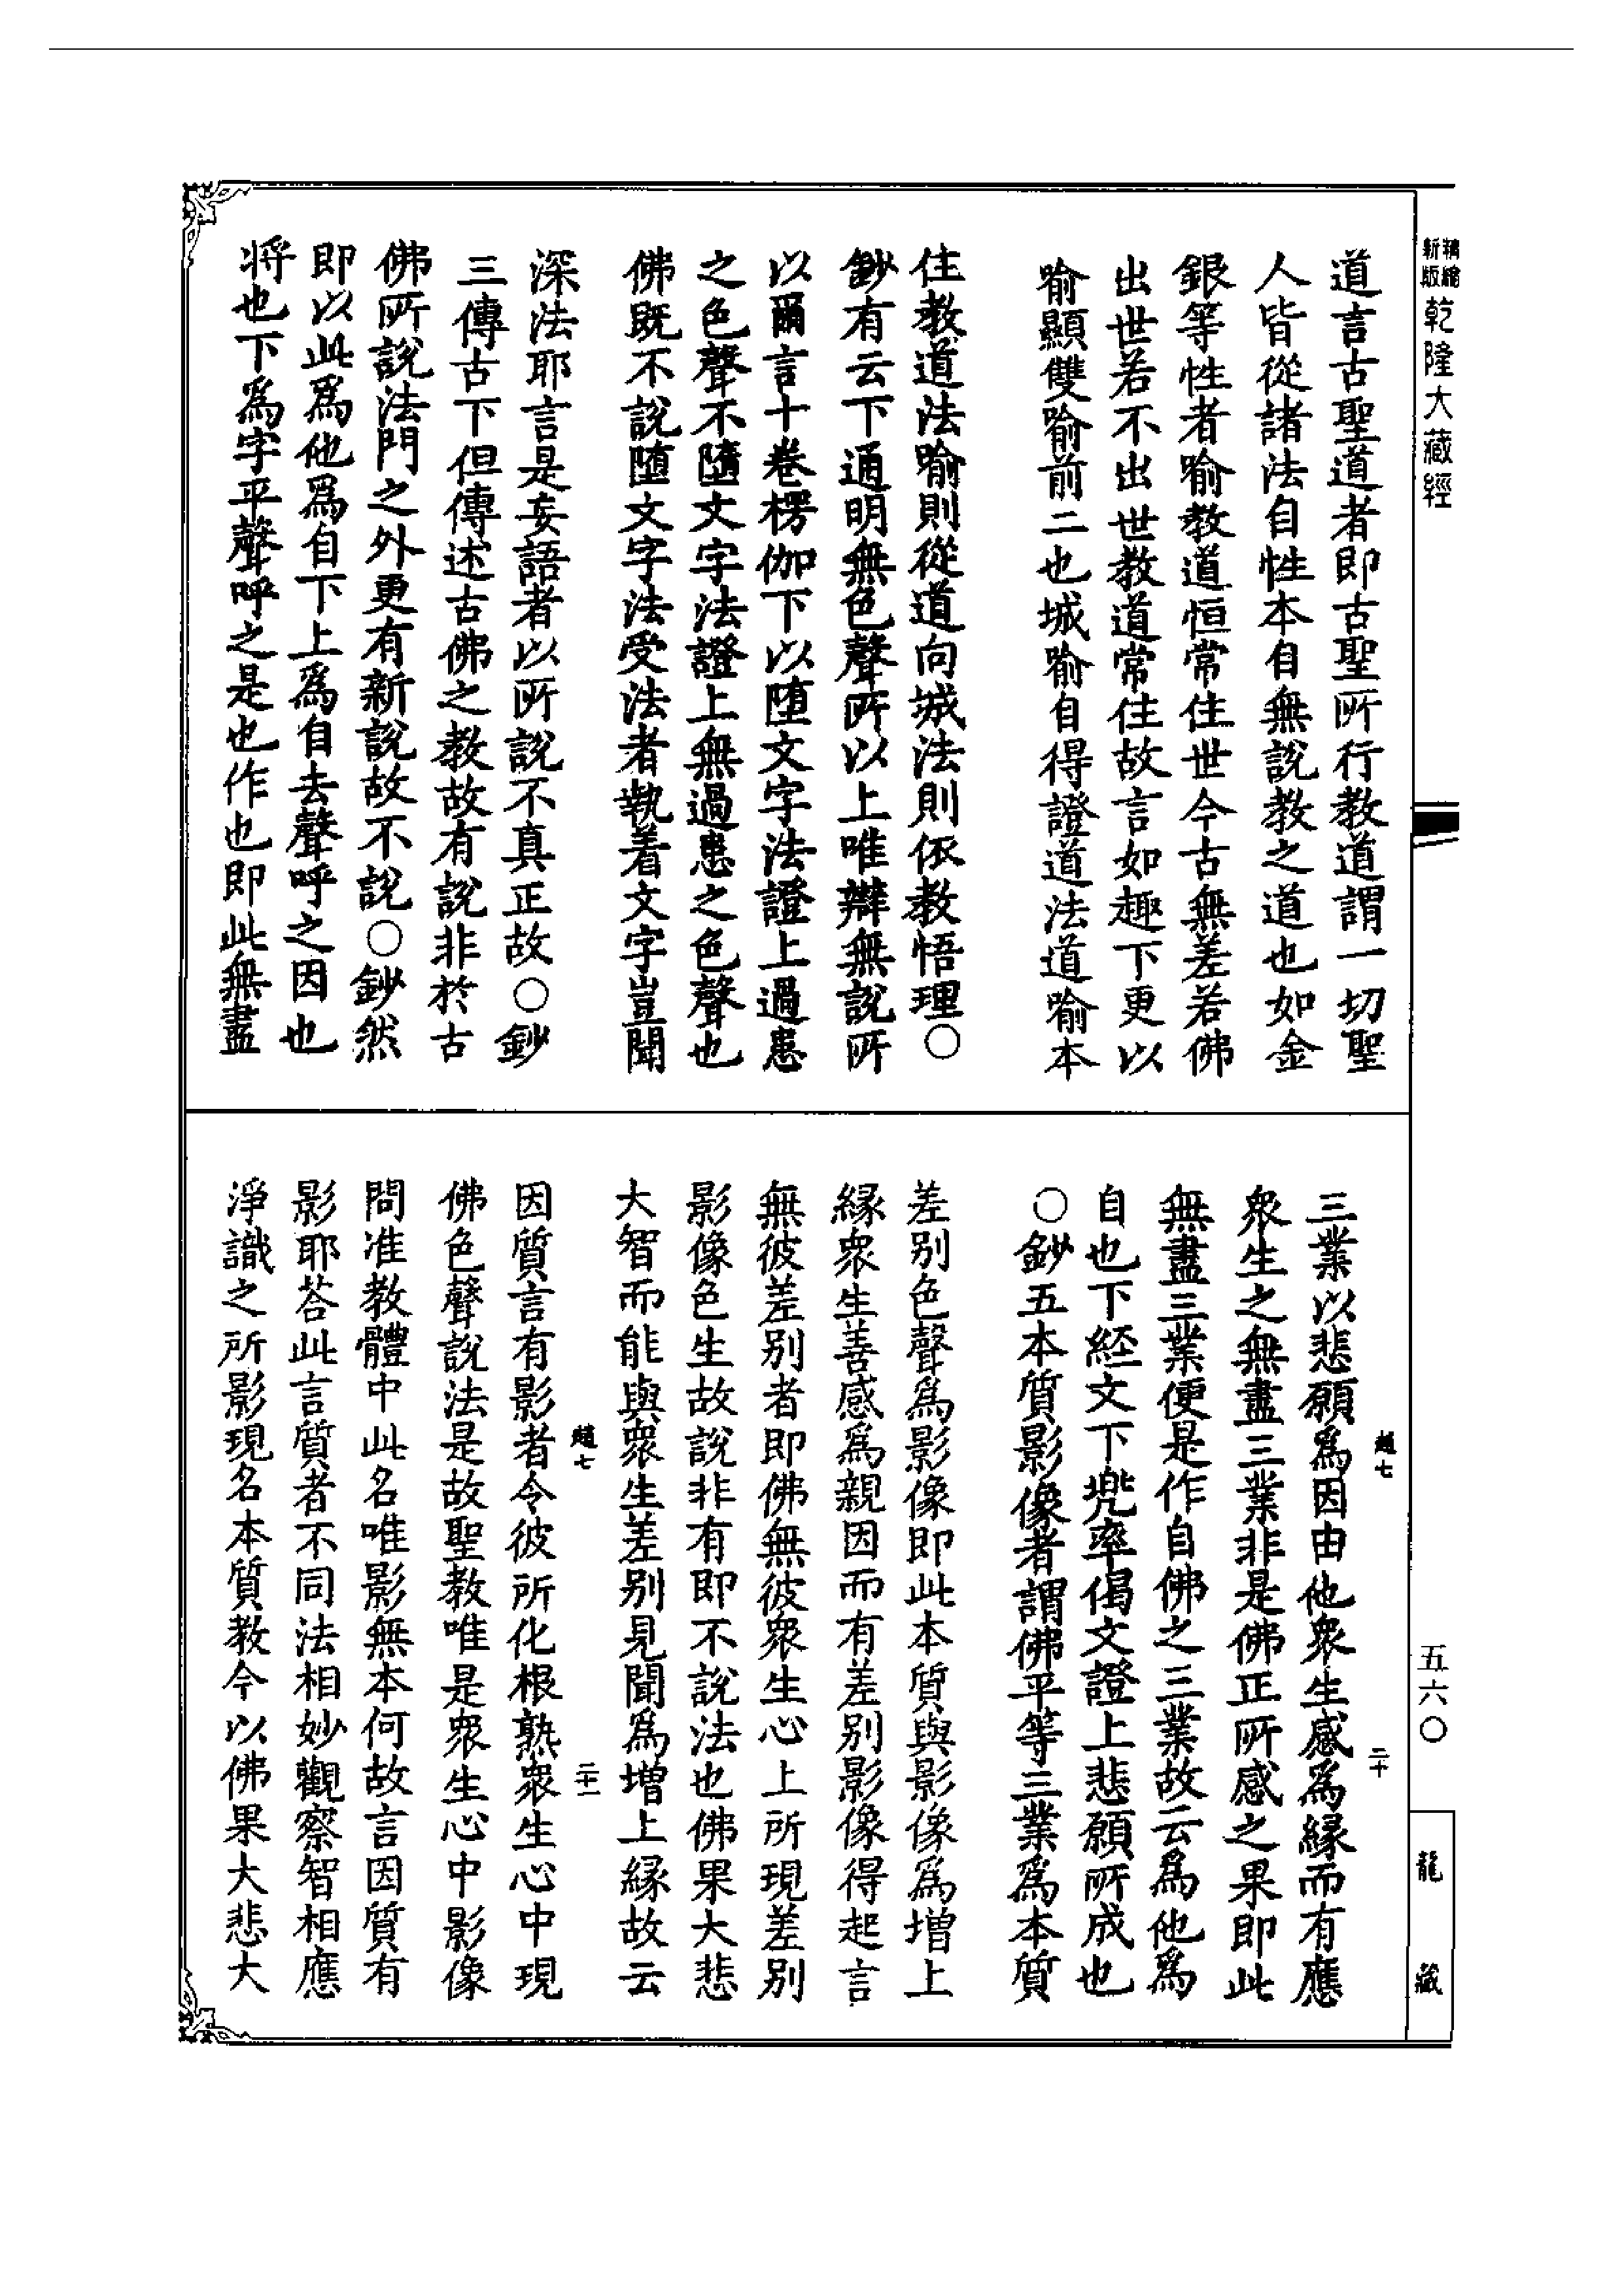 精繪新版乾隆大藏經
道言古聖道者即古聖所行教道謂一切聖
人皆從諸法自性本自無說教之道也如金
銀等性者喻教道恒常住世今古無差若佛
出世若不出世教道常住故言如趣下更以
喻顯雙喻前二也城喻自得證道法道喻本
住教道法喻則從道向城法則依教悟理〇
鈔有云下通明無色聲所以上唯辯無說所
以爾言十卷楞伽下以墮文字法證上過患
之色聲不墮文字法證上無過患之色聲也
佛既不說墮文字法受法者執着文字豈聞
深法耶言是妄語者以所說不真正故〇鈔
三傳古下但傳述古佛之教故有說非於古
佛所說法門之外更有新說故不說〇鈔然
即以此爲他爲自下上爲自去聲呼之因也
将也下爲字平聲呼之是也作也即此無盡
三業以悲願爲因由他衆生感爲緣而有應
衆生之無盡三業非是佛正所感之果即此
無盡三業便是作自佛之三業故云爲他爲
自也下経文下兠率偈文證上悲願所成也
〇鈔五本質影像者謂佛平等三業爲本質
差别色聲爲影像即此本質與影像爲增上
緣衆生善感爲親因而有差别影像得起言
無彼差别者即佛無彼衆生心上所現差别
影像色生故說非有即不說法也佛果大悲
大智而能與衆生差别見聞爲增上緣故云
因質言有影者令彼所化根熟衆生心中現
佛色聲說法是故聖教唯是衆生心中影像
問准教體中此名唯影無本何故言因質有
影耶荅此言質者不同法相妙觀察智相應
淨識之所影現名本質教今以佛果大悲大
趙七
二十
趙七
二十一
五六〇
龍藏